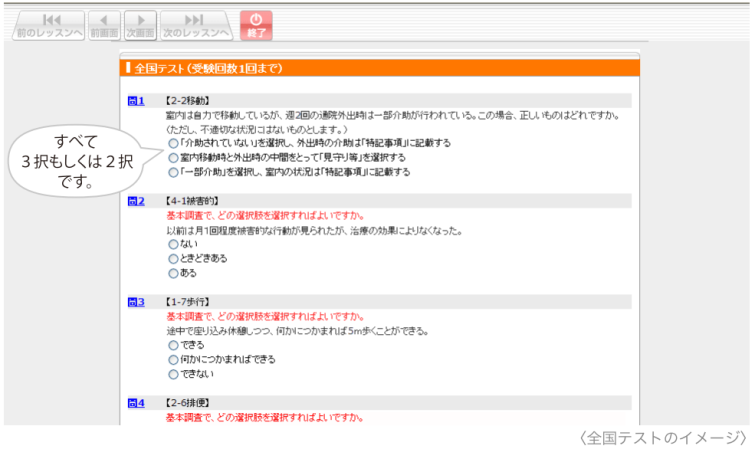 前のレッスンへ 前画面 次画面 次のレッスンへ 終了
全国テスト（受験回数1回まで）
問1 【2-2移動】
室内は自力で移動しているが、週2回の通院外出時は一部介助が行われている。この場合、正しいものはどれですか。
（ただし、不適切な状況にはないものとします。）
「介助されていない」を選択し、外出時の介助は「特記事項」に記載する
室内移動時と外出時の中間をとって「見守り等」を選択する
「一部介助」を選択し、室内の状況は「特記事項」に記載する
すべて
３択もしくは２択
です。
問2 【4-1被害的】
基本調査で、どの選択肢を選択すればよいですか。
以前は月1回程度被害的な行動が見られたが、治療の効果によりなくなった。
ない
ときどきある
ある
問3 【1-7歩行】
基本調査で、どの選択肢を選択すればよいですか。
途中で座り込み休憩しつつ、何かにつかまれば5m歩くことができる。
できる
何かにつかまればできる
できない
問4 【2-6排便】
基本調査で、どの選択肢を選択すればよいですか。
〈全国テストのイメージ〉